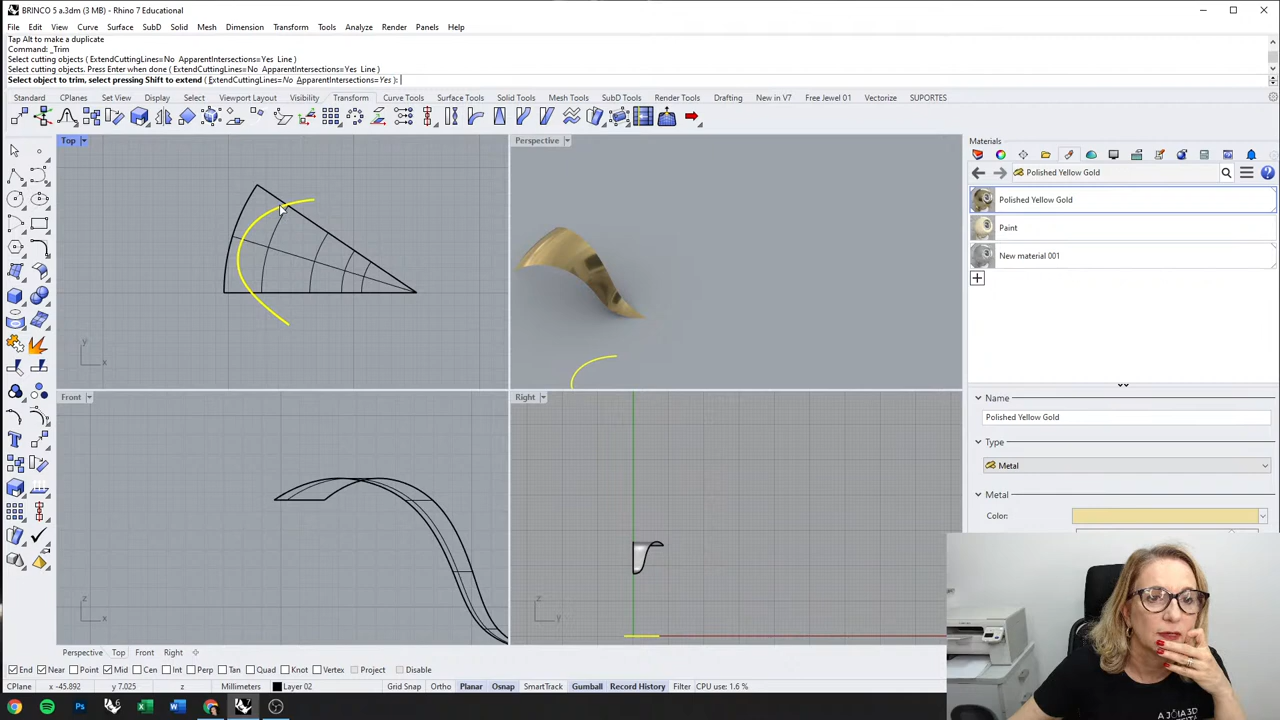 BRINCO 5 a.3dm (3 MB) - Rhino 7 Educational
File Edit View Curve Surface SubD Solid Mesh Dimension Transform Tools Analyze Render Panels Help
Tap Alt to make a duplicate
Command: _Trim
Select cutting objects ( ExtendCuttingLines=No ApparentIntersections=Yes Line )
Select cutting objects. Press Enter when done ( ExtendCuttingLines=No ApparentIntersections=Yes Line )
Select object to trim, select pressing Shift to extend ( ExtendCuttingLines=No ApparentIntersections=Yes ):
Standard CPlanes Set View Display Select Viewport Layout Visibility Transform Curve Tools Surface Tools Solid Tools Mesh Tools SubD Tools Render Tools Drafting New in V7 Free Jewel 01 Vectorize SUPORTES
Top
Perspective
Materials
Polished Yellow Gold
Polished Yellow Gold
Paint
New material 001
y
x
Front
Right
Name
Polished Yellow Gold
Type
Metal
Metal
Color:
z
x
z
y
Perspective Top Front Right
End Near Point Mid Cen Int Perp Tan Quad Knot Vertex Project Disable
CPlane x -45.892 y 7.025 z Millimeters Layer 02 Grid Snap Ortho Planar Osnap SmartTrack Gumball Record History Filter CPU use: 1.6 %
AJOIA3D